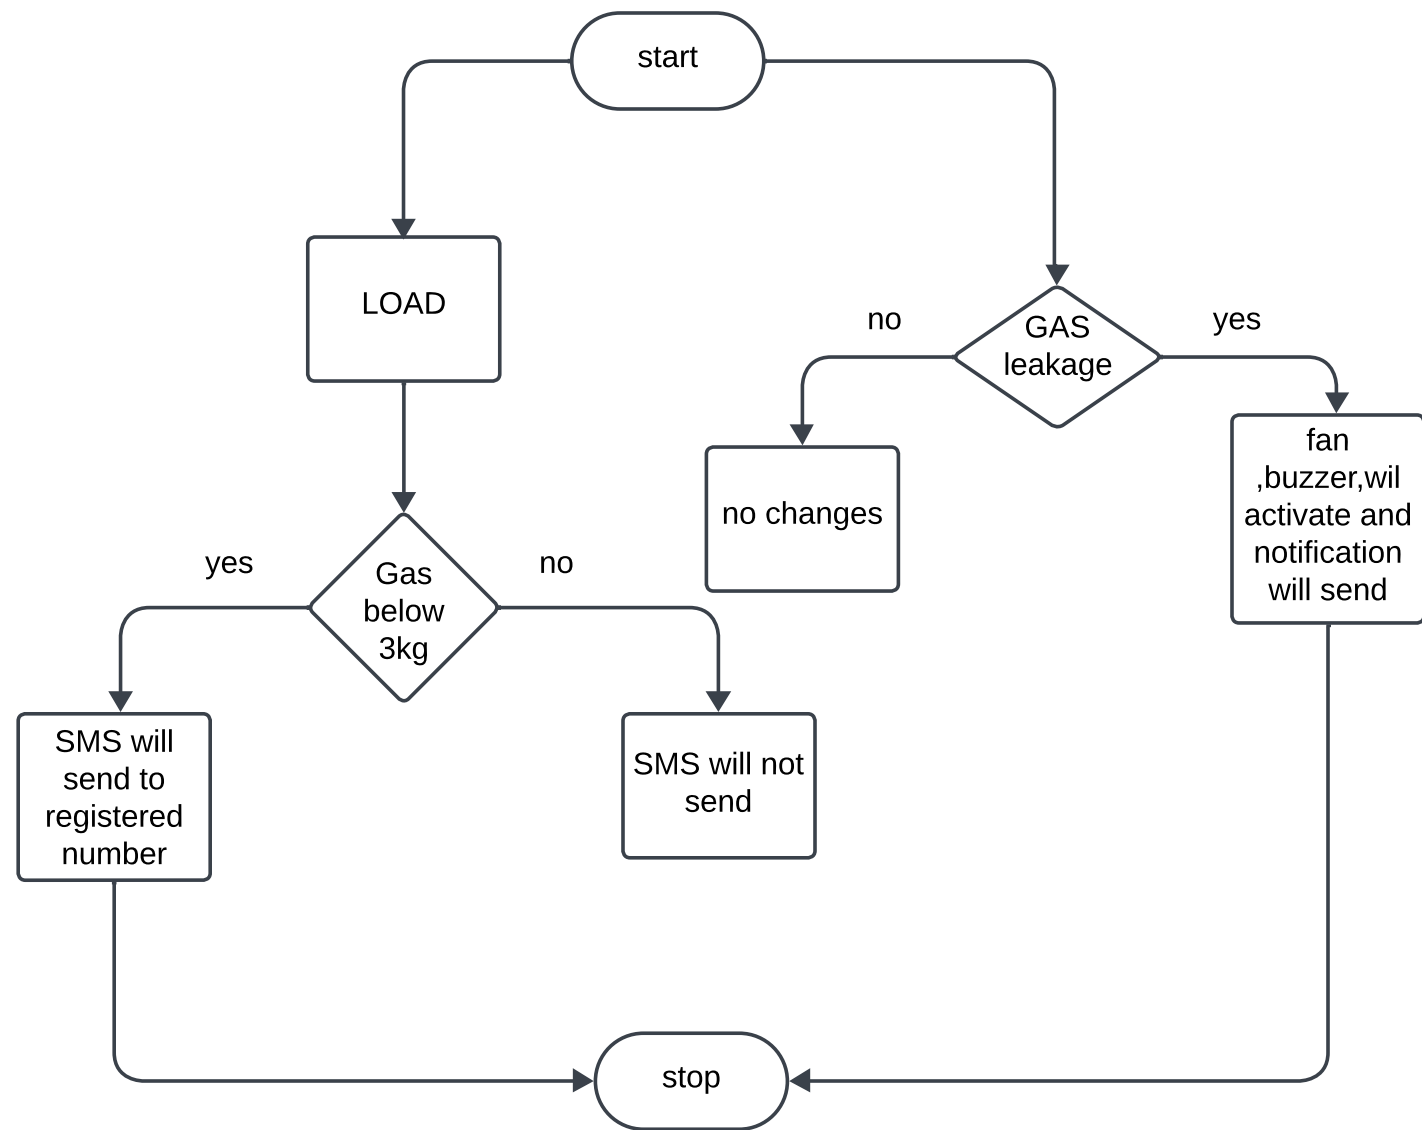 start
LOAD
no
GAS
leakage
yes
fan
,buzzer,wil
activate and
notification
will send
no changes
yes
Gas
below
3kg
no
SMS will
send to
registered
number
SMS will not
send
stop